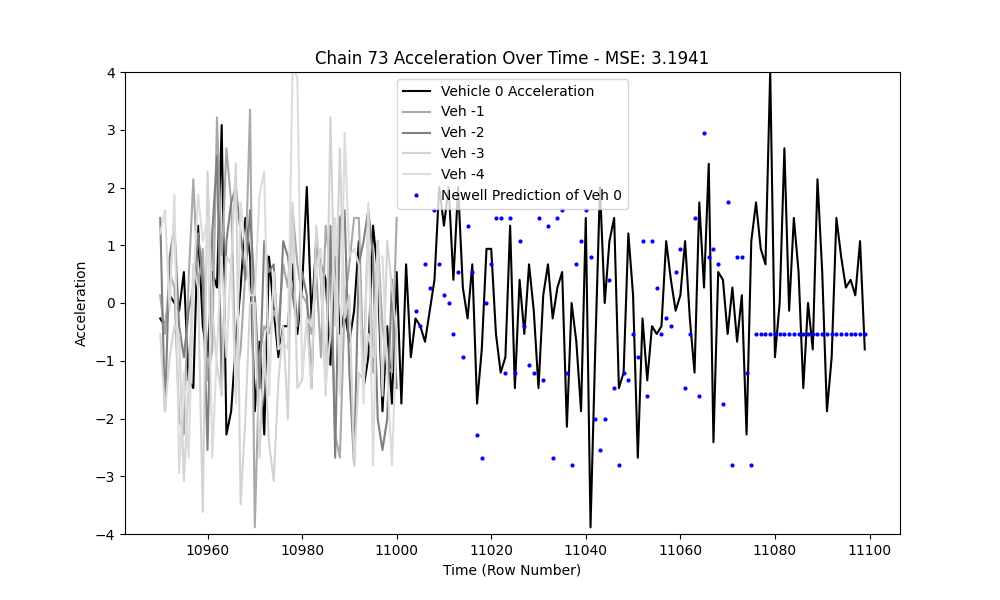 Chain 73 Acceleration Over Time - MSE: 3.1941
Acceleration
4
3
2
1
0
−1
−2
−3
−4
Vehicle 0 Acceleration
Veh -1
Veh -2
Veh -3
Veh -4
Newell Prediction of Veh 0
10960 10980 11000 11020 11040 11060 11080 11100
Time (Row Number)